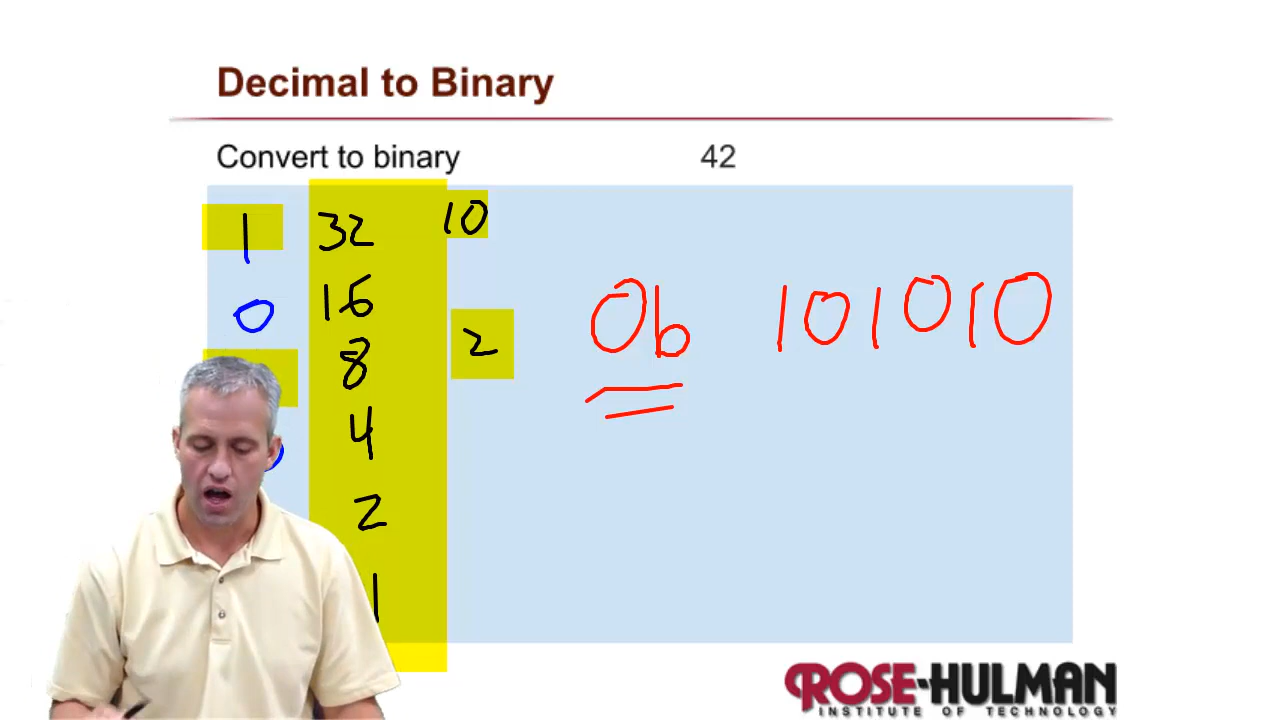 Decimal to Binary
Convert to binary 42
1 32 10
0 16
8 2
4
2
1
0b 101010
ROSE-HULMAN
INSTITUTE OF TECHNOLOGY